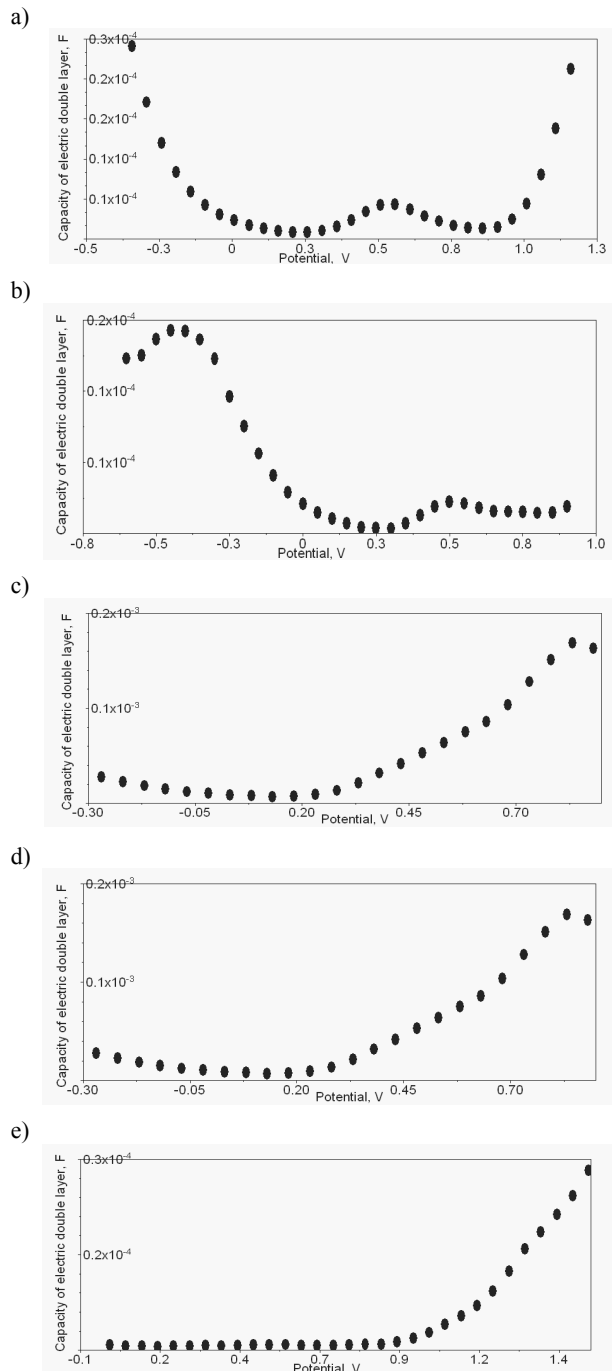 a)
Capacity of electric double layer, F
0.3x10-4
0.2x10-4
0.2x10-4
0.1x10-4
0.1x10-4
-0.5 -0.3 0 0.3 0.5 0.8 1.0 1.3
Potential, V
b)
Capacity of electric double layer, F
0.2x10-4
0.1x10-4
0.1x10-4
-0.8 -0.5 -0.3 0 0.3 0.5 0.8 1.0
Potential, V
c)
Capacity of electric double layer, F
0.2x10-3
0.1x10-3
-0.30 -0.05 0.20 0.45 0.70
Potential, V
d)
Capacity of electric double layer, F
0.2x10-3
0.1x10-3
-0.30 -0.05 0.20 0.45 0.70
Potential, V
e)
Capacity of electric double layer, F
0.3x10-4
0.2x10-4
-0.1 0.2 0.4 0.7 0.9 1.2 1.4
Potential, V